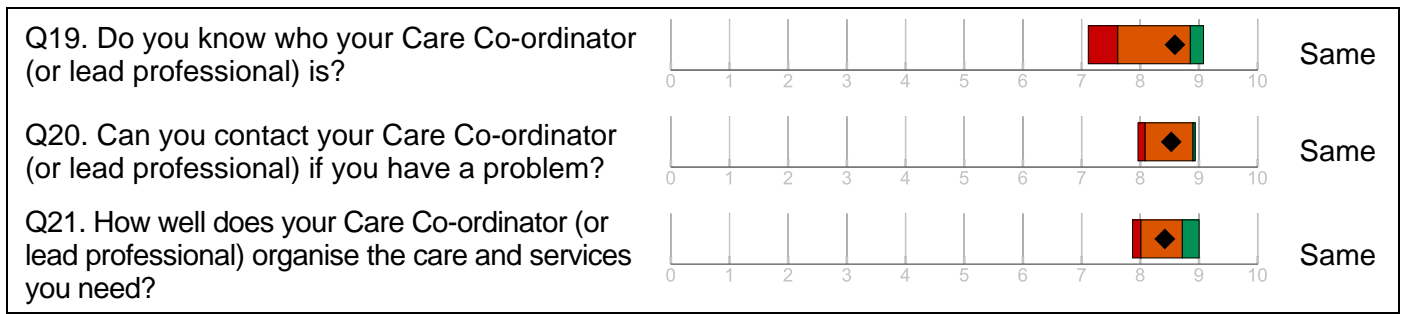 Q19. Do you know who your Care Co-ordinator
(or lead professional) is?
0 1 2 3 4 5 6 7 8 9 10
Same
Q20. Can you contact your Care Co-ordinator
(or lead professional) if you have a problem?
0 1 2 3 4 5 6 7 8 9 10
Same
Q21. How well does your Care Co-ordinator (or
lead professional) organise the care and services
you need?
0 1 2 3 4 5 6 7 8 9 10
Same